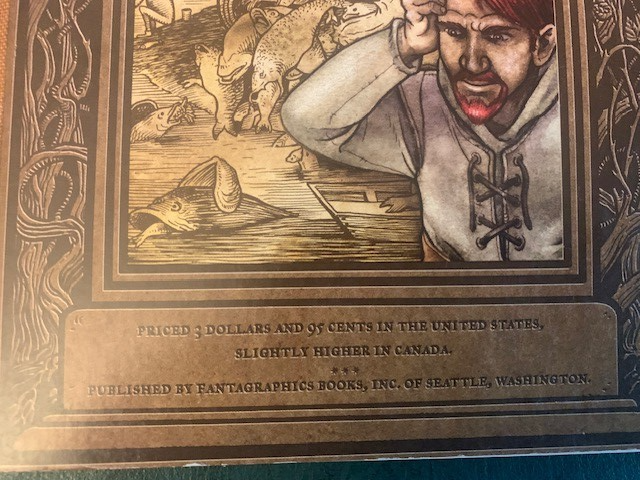 PRICED 3 DOLLARS AND 95 CENTS IN THE UNITED STATES,
SLIGHTLY HIGHER IN CANADA.
***
PUBLISHED BY FANTAGRAPHICS BOOKS, INC. OF SEATTLE, WASHINGTON.